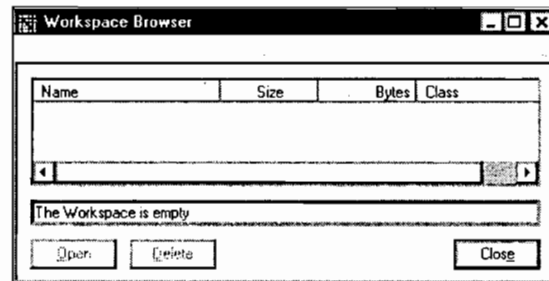 Workspace Browser
Name Size Bytes Class
The Workspace is empty
Open Delete Close